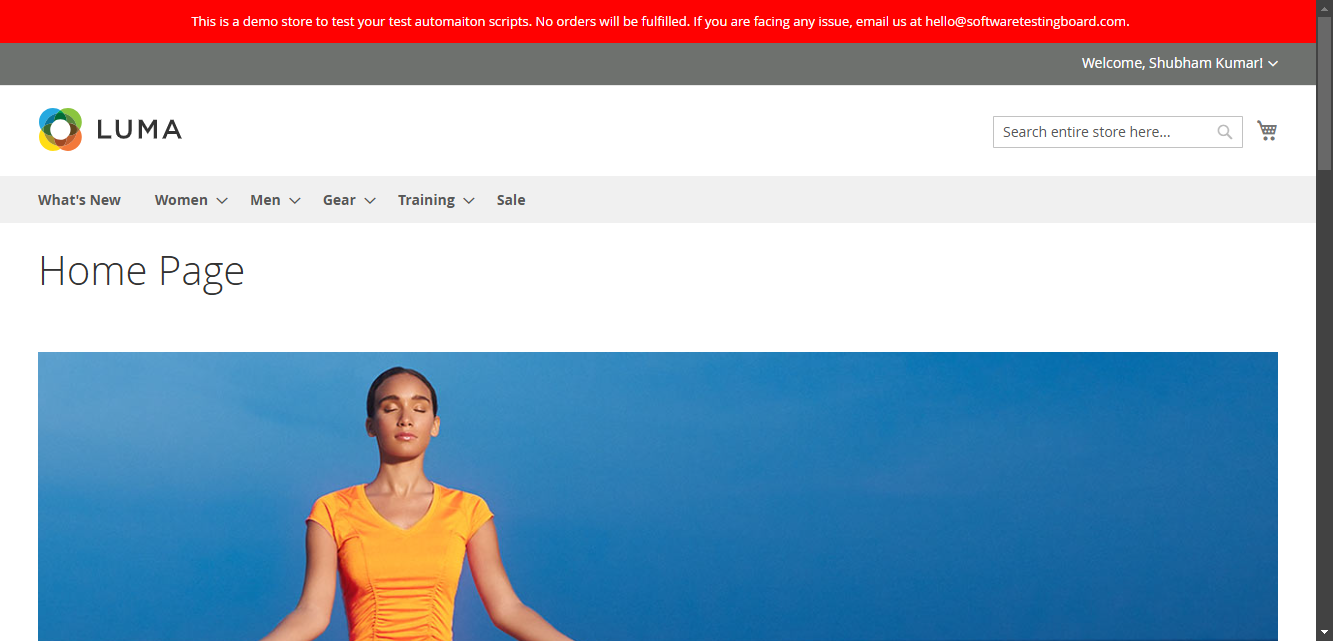 This is a demo store to test your test automaiton scripts. No orders will be fulfilled. If you are facing any issue, email us at hello@softwaretestingboard.com.
Welcome, Shubham Kumar!
LUMA
Search entire store here...
What's New Women Men Gear Training Sale
Home Page